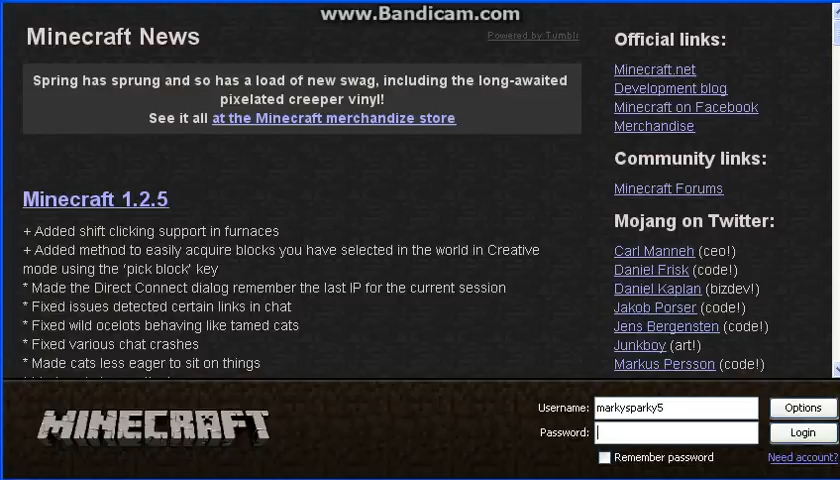 www.Bandicam.com
Minecraft News
Powered by Tumblr
Spring has sprung and so has a load of new swag, including the long-awaited
pixelated creeper vinyl!
See it all at the Minecraft merchandize store
Minecraft 1.2.5
+ Added shift clicking support in furnaces
+ Added method to easily acquire blocks you have selected in the world in Creative
mode using the 'pick block' key
* Made the Direct Connect dialog remember the last IP for the current session
* Fixed issues detected certain links in chat
* Fixed wild ocelots behaving like tamed cats
* Fixed various chat crashes
* Made cats less eager to sit on things
Official links:
Minecraft.net
Development blog
Minecraft on Facebook
Merchandise
Community links:
Minecraft Forums
Mojang on Twitter:
Carl Manneh (ceo!)
Daniel Frisk (code!)
Daniel Kaplan (bizdev!)
Jakob Porser (code!)
Jens Bergensten (code!)
Junkboy (art!)
Markus Persson (code!)
MINECRAFT
Username: markysparky5
Options
Password:
Login
Remember password
Need account?